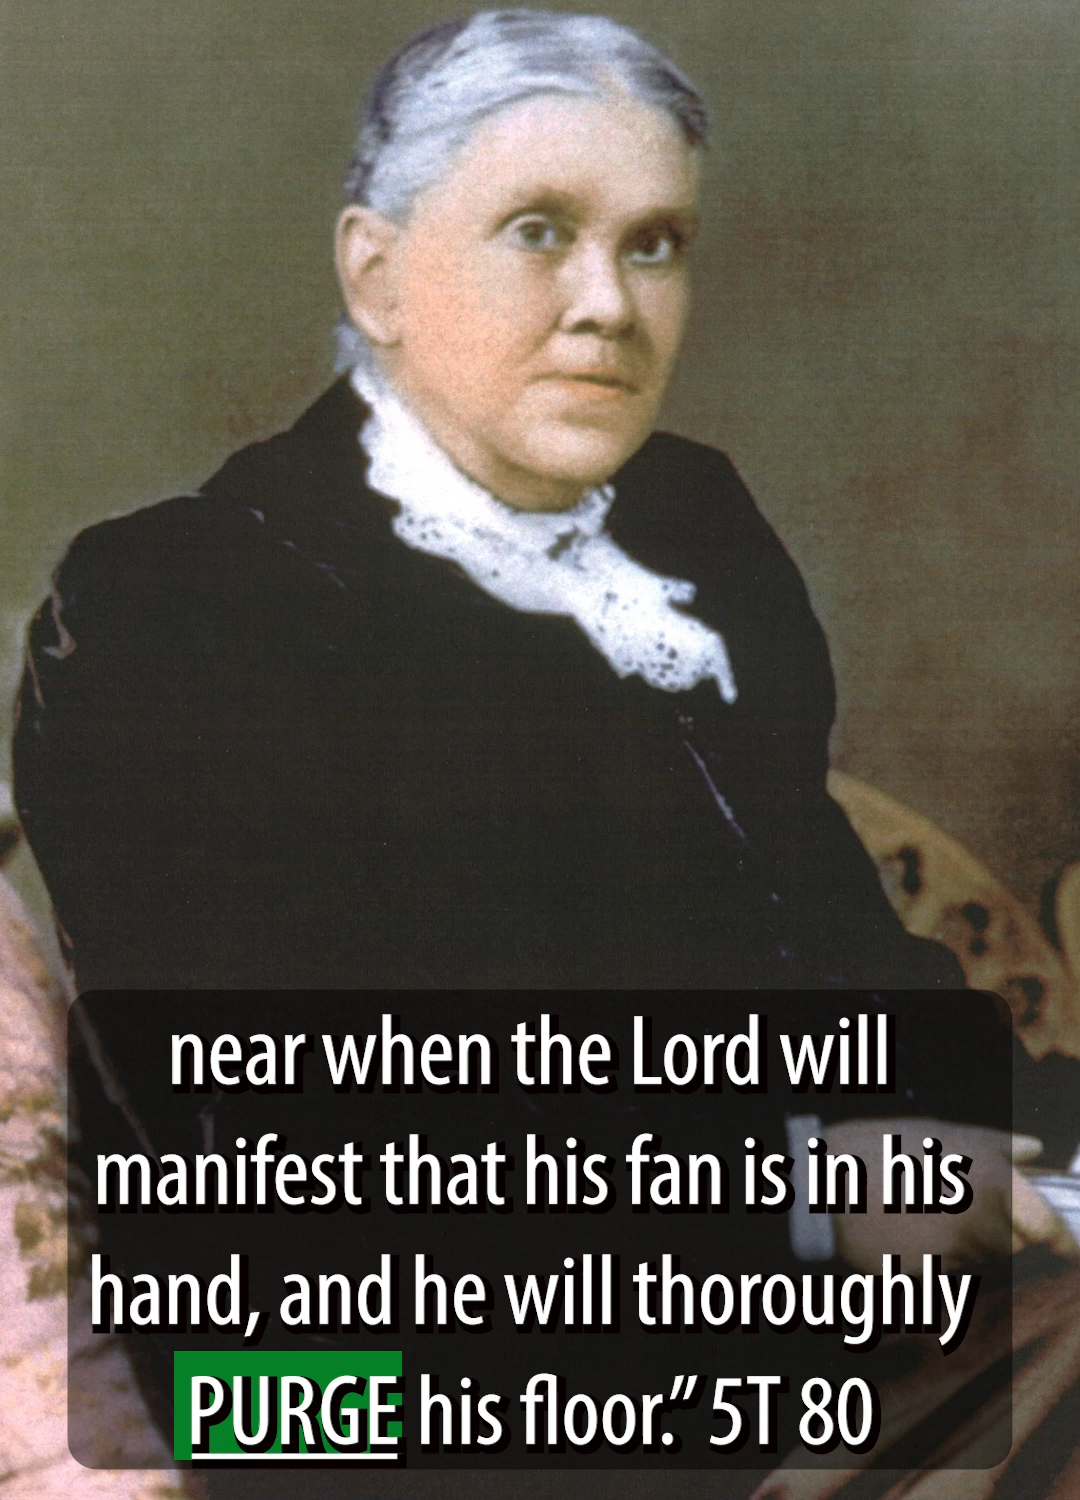 near when the Lord will
manifest that his fan is in his
hand, and he will thoroughly
PURGE his floor.” 5T 80